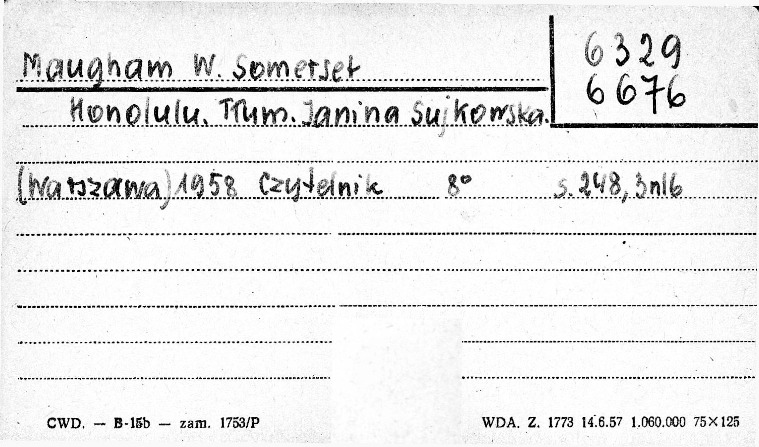 Maugham W. Somerset
6329
6676
Honolulu. Tłum. Janina Sujkowska.
(Warszawa) 1958 Czytelnik 8° s. 248, 3nlb
CWD. — B-15b — zam. 1753/P
WDA. Z. 1773 14.6.57 1.060.000 75×125